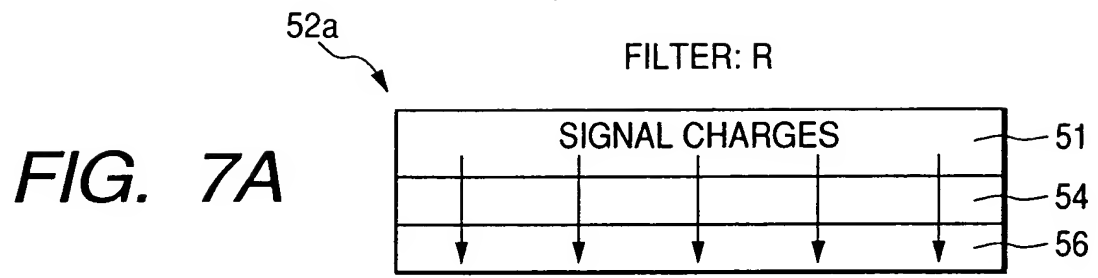 52a
FILTER: R
SIGNAL CHARGES
51
FIG. 7A
54
56